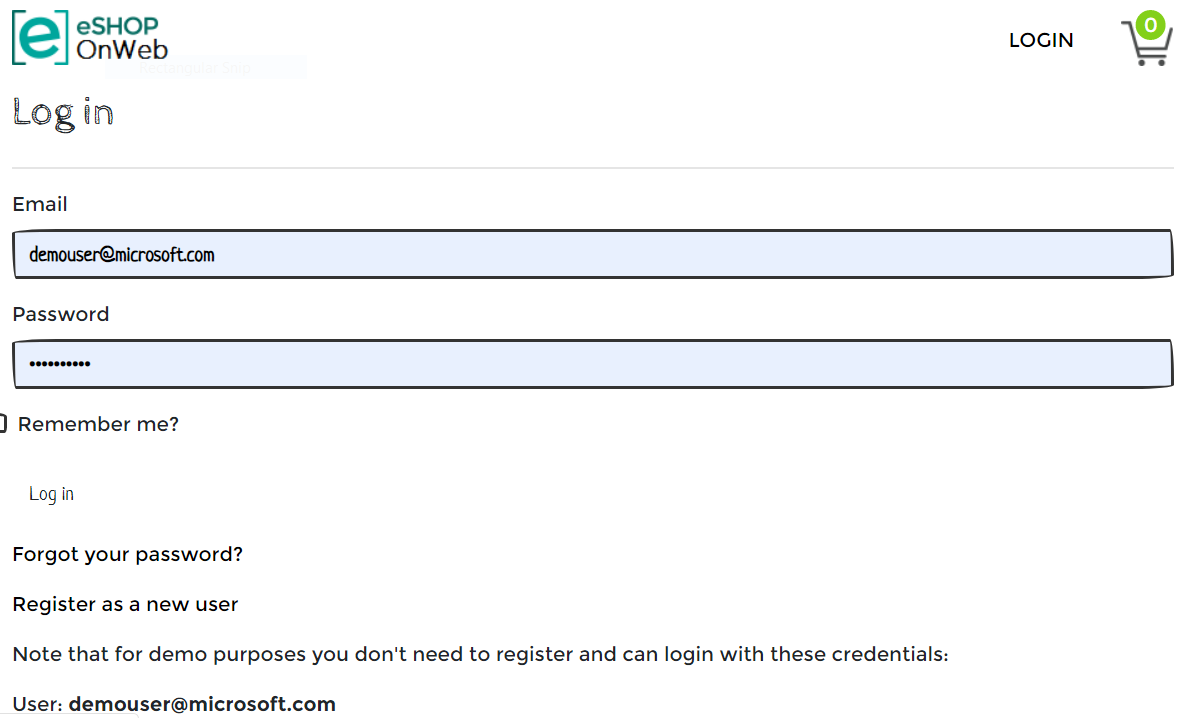 [e] eSHOP
OnWeb
LOGIN
0
Rectangular Snip
Log in
Email
demouser@microsoft.com
Password
••••••••••
Remember me?
Log in
Forgot your password?
Register as a new user
Note that for demo purposes you don't need to register and can login with these credentials:
User: demouser@microsoft.com